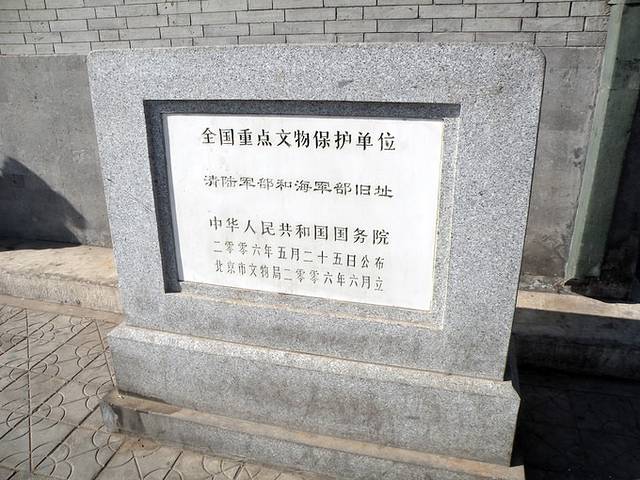 全国重点文物保护单位
清陆军部和海军部旧址
中华人民共和国国务院
二零零六年五月二十五日公布
北京市文物局二零零六年六月立